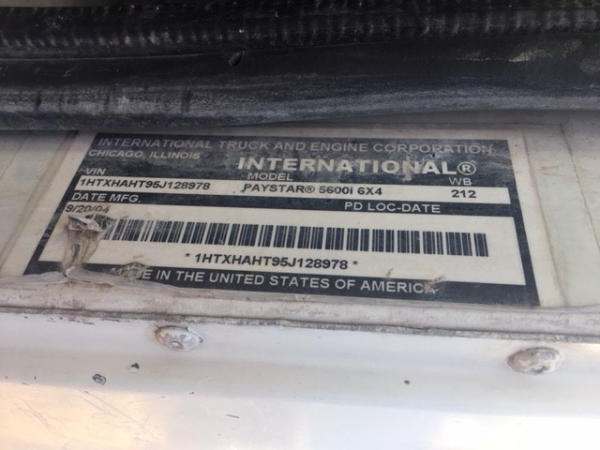 INTERNATIONAL TRUCK AND ENGINE CORPORATION
CHICAGO, ILLINOIS
INTERNATIONAL®
VIN MODEL WB
1HTXHAHT95J128978 PAYSTAR® 5600i 6X4 212
DATE MFG. PD LOC-DATE
9/20/04
*1HTXHAHT95J128978*
IN THE UNITED STATES OF AMERICA